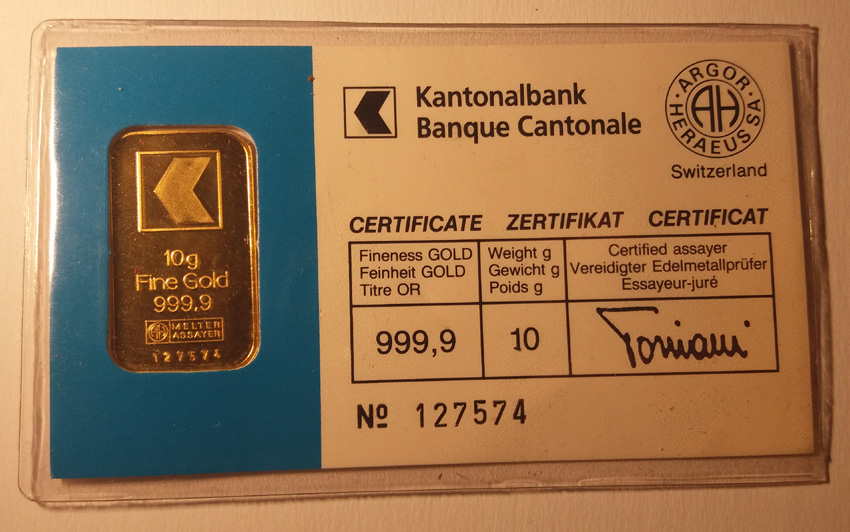 10g
Fine Gold
999,9
AH MELTER
ASSAYER
127574
Kantonalbank
Banque Cantonale
ARGOR-HERAEUS SA
AH
Switzerland
CERTIFICATE ZERTIFIKAT CERTIFICAT
Fineness GOLD
Feinheit GOLD
Titre OR
Weight g
Gewicht g
Poids g
Certified assayer
Vereidigter Edelmetallprüfer
Essayeur-juré
999,9
10
Nº 127574